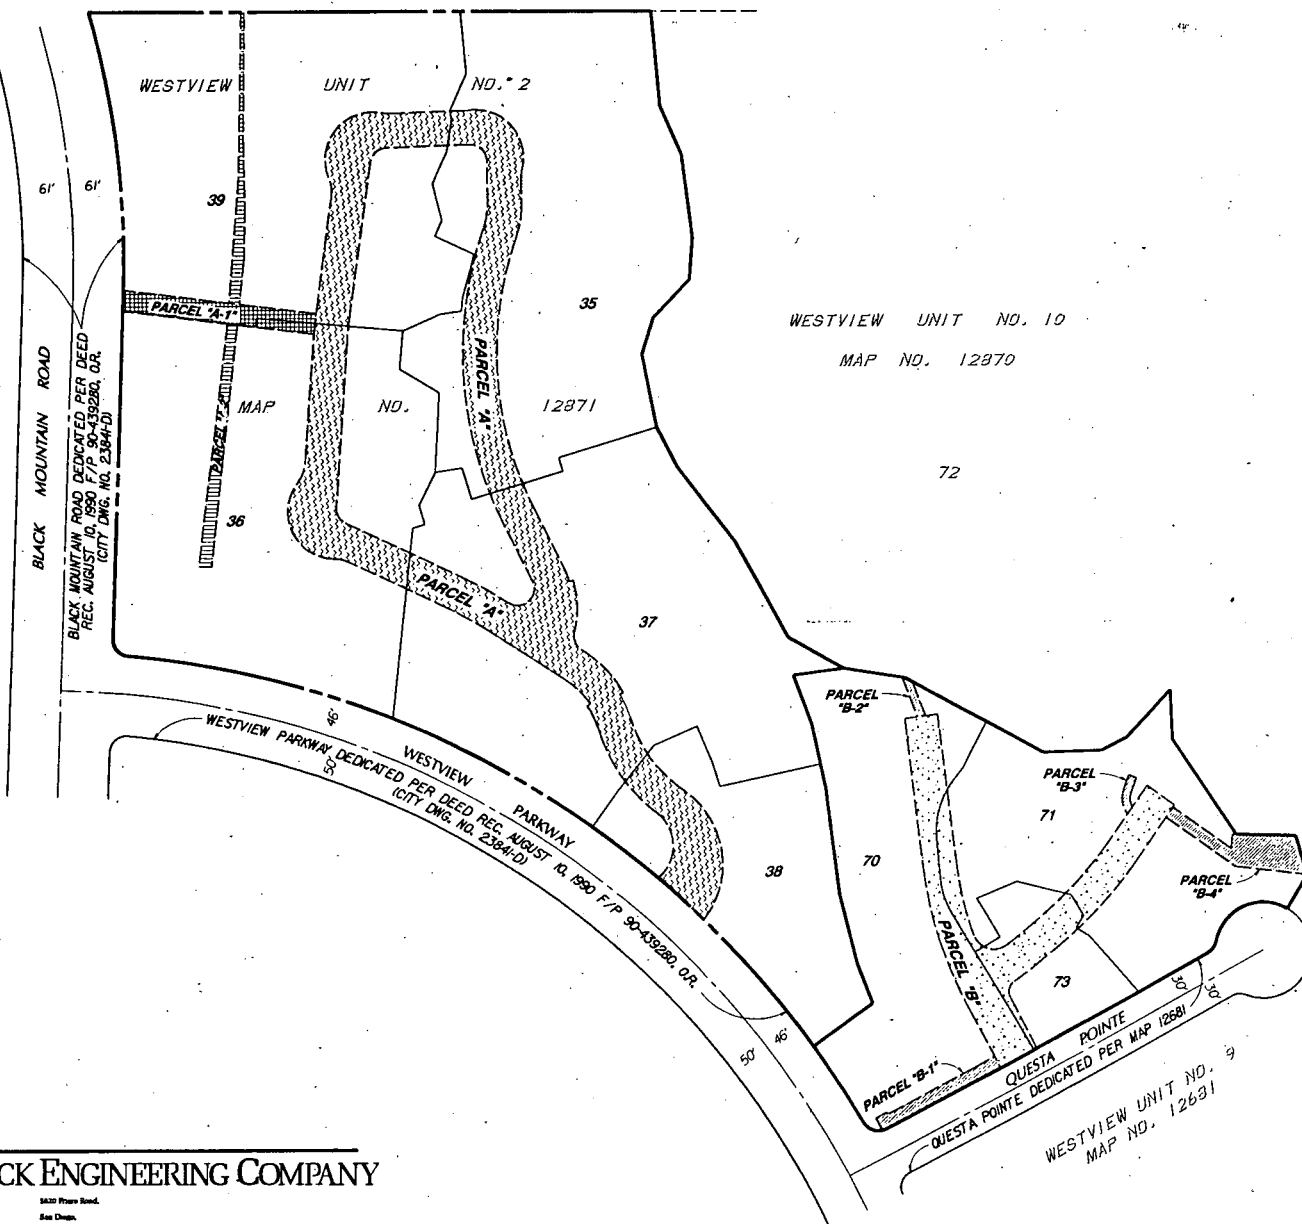 WESTVIEW UNIT NO. 2
61'
61'
39
PARCEL "A-1"
35
WESTVIEW UNIT NO. 10
MAP NO. 12870
PARCEL "A"
MAP NO. 12871
72
BLACK MOUNTAIN ROAD
BLACK MOUNTAIN ROAD DEDICATED PER DEED
REC. AUGUST 10, 1990 F/P 90-439280, O.R.
(CITY DWG. NO. 23841-D)
36
PARCEL "A"
37
PARCEL
"B-2"
46'
WESTVIEW PARKWAY
50'
WESTVIEW PARKWAY DEDICATED PER DEED REC. AUGUST 10, 1990 F/P 90-439280, O.R.
(CITY DWG. NO. 23841-D)
PARCEL
"B-3"
71
38
70
PARCEL
"B-4"
PARCEL "B"
73
30'
30'
50'
46'
PARCEL "B-1"
QUESTA POINTE
QUESTA POINTE DEDICATED PER MAP 12681
WESTVIEW UNIT NO. 9
MAP NO. 12681
CK ENGINEERING COMPANY
San Diego,